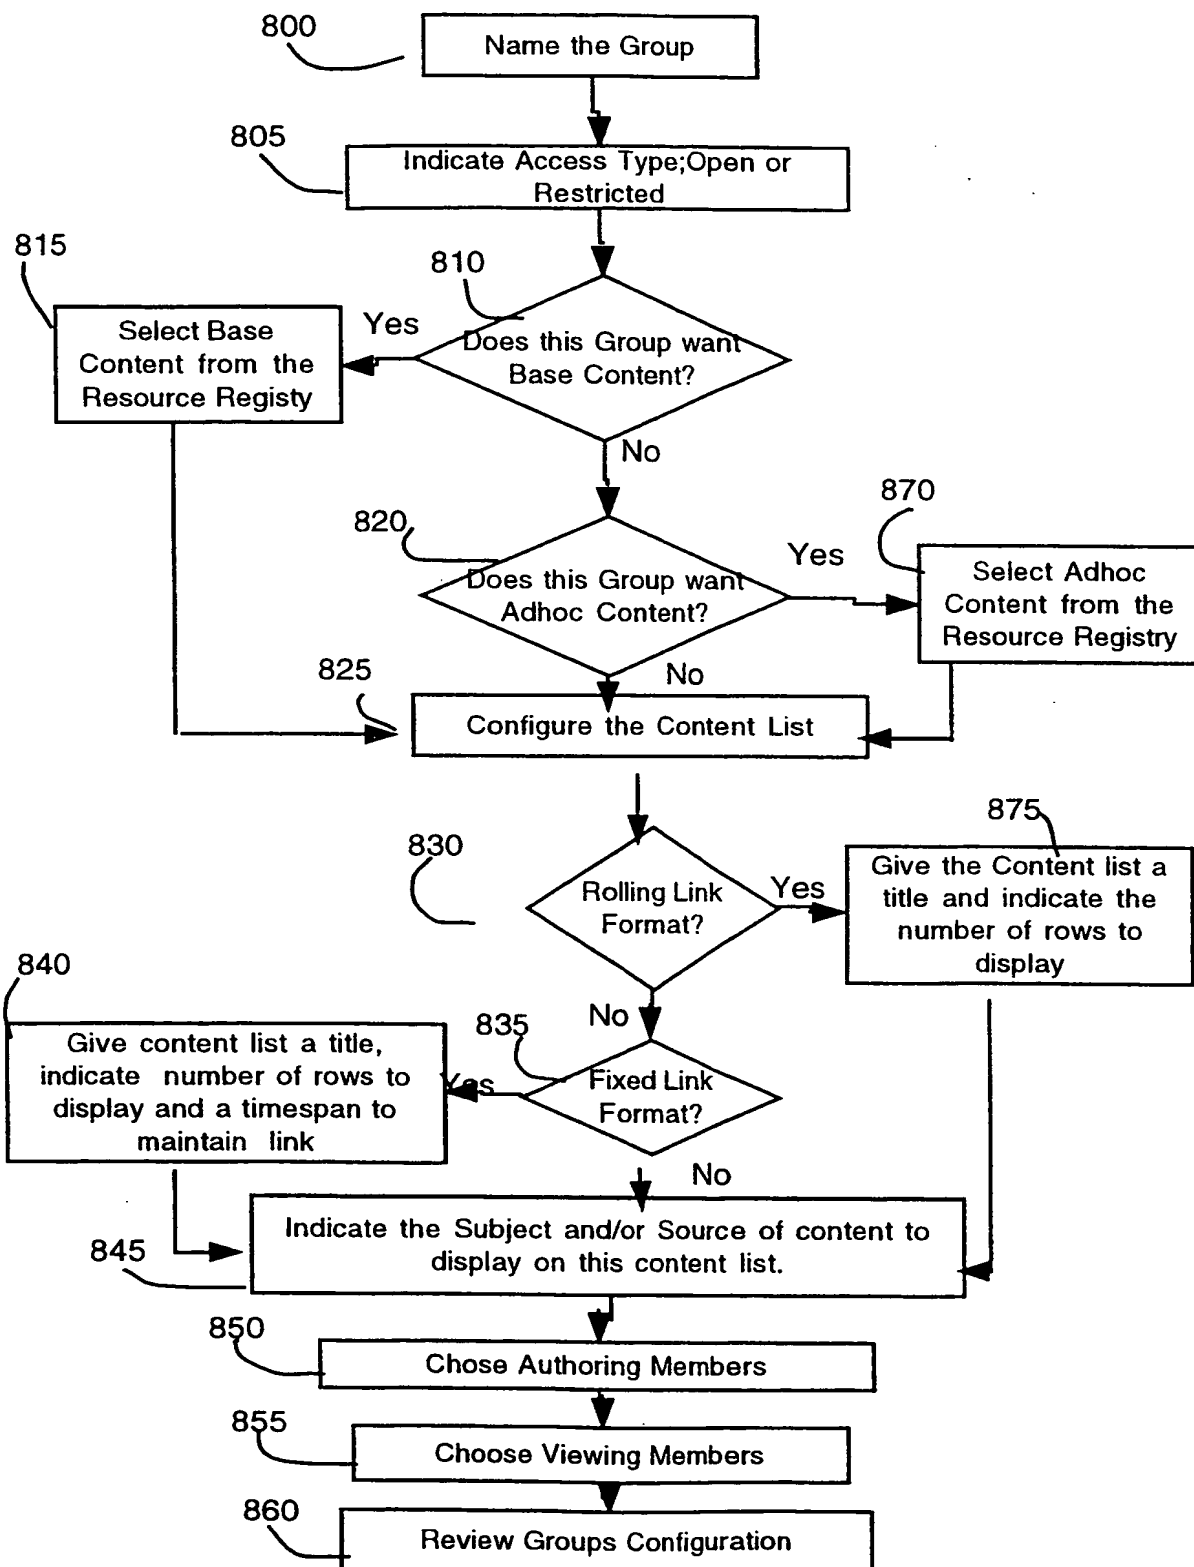 800
Name the Group
805
Indicate Access Type;Open or
Restricted
815
810
Select Base
Content from the
Resource Registy
Yes
Does this Group want
Base Content?
No
820
870
Does this Group want
Adhoc Content?
Yes
Select Adhoc
Content from the
Resource Registry
825
No
Configure the Content List
830
875
Rolling Link
Format?
Yes
Give the Content list a
title and indicate the
number of rows to
display
840
No
835
Give content list a title,
indicate number of rows to
display and a timespan to
maintain link
Yes
Fixed Link
Format?
No
845
Indicate the Subject and/or Source of content to
display on this content list.
850
Chose Authoring Members
855
Choose Viewing Members
860
Review Groups Configuration